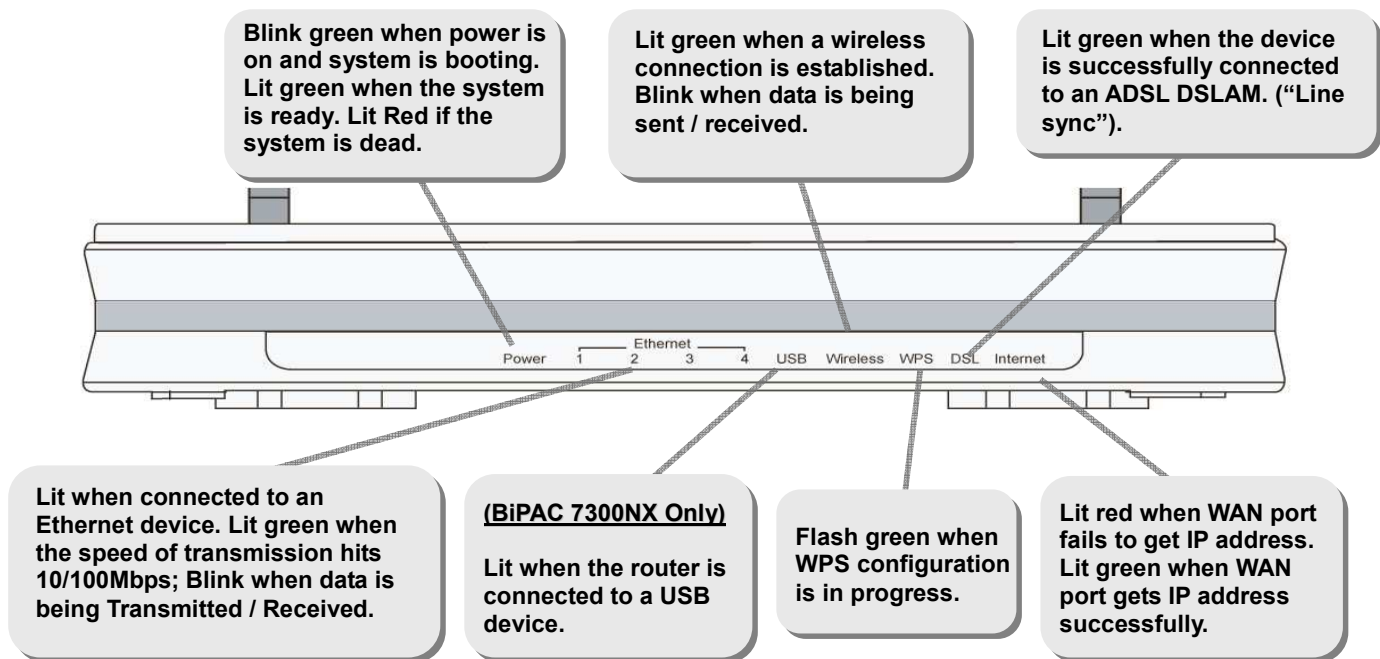 Blink green when power is
on and system is booting.
Lit green when the system
is ready. Lit Red if the
system is dead.
Lit green when a wireless
connection is established.
Blink when data is being
sent / received.
Lit green when the device
is successfully connected
to an ADSL DSLAM. (“Line
sync”).
Ethernet
Power 1 2 3 4 USB Wireless WPS DSL Internet
Lit when connected to an
Ethernet device. Lit green when
the speed of transmission hits
10/100Mbps; Blink when data is
being Transmitted / Received.
(BiPAC 7300NX Only)
Lit when the router is
connected to a USB
device.
Flash green when
WPS configuration
is in progress.
Lit red when WAN port
fails to get IP address.
Lit green when WAN
port gets IP address
successfully.